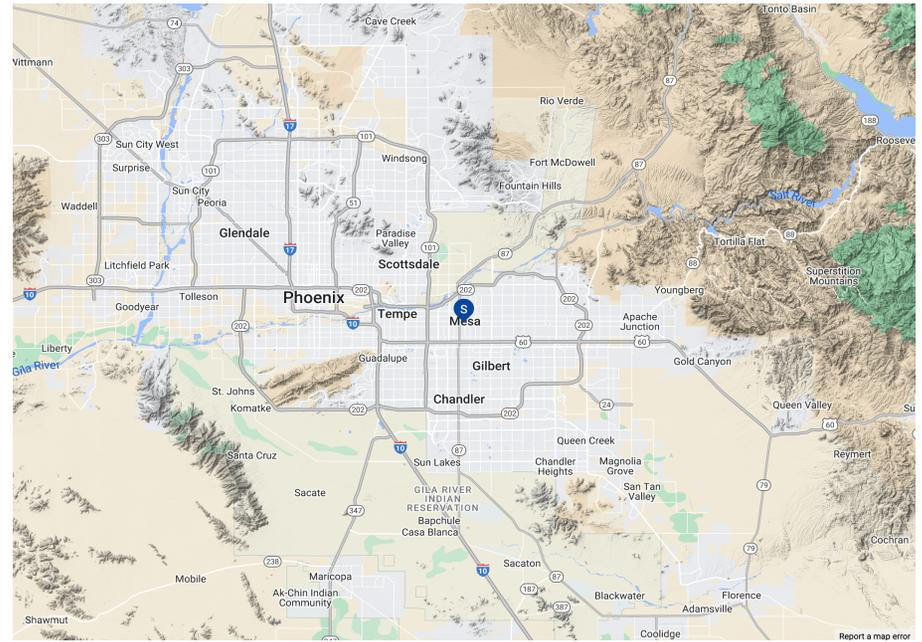 Tonto Basin
Cave Creek
74
Wittmann
303
87
Rio Verde
188
Roosevelt
17
101
303
Sun City West
Windsong
Surprise
101
Fort McDowell
87
Sun City
Fountain Hills
Peoria
51
Salt River
Waddell
Glendale
Paradise
Valley
17
101
87
88
Tortilla Flat
Scottsdale
88
Litchfield Park
Superstition
Mountains
303
10
Tolleson
Phoenix
202
202
Youngberg
Goodyear
S
202
Tempe
Mesa
Apache
Junction
202
10
202
60
60
Liberty
Guadalupe
Gold Canyon
Gila River
Gilbert
St. Johns
Chandler
Komatke
202
202
24
Queen Valley
Su
60
Queen Creek
10
87
Santa Cruz
Sun Lakes
Chandler
Heights
Magnolia
Grove
Reymert
Sacate
GILA RIVER
INDIAN
RESERVATION
San Tan
Valley
79
347
Bapchule
Casa Blanca
Cochran
79
238
Sacaton
10
Mobile
Maricopa
87
187
Ak-Chin Indian
Community
Blackwater
Florence
387
Adamsville
Shawmut
Coolidge
Report a map error